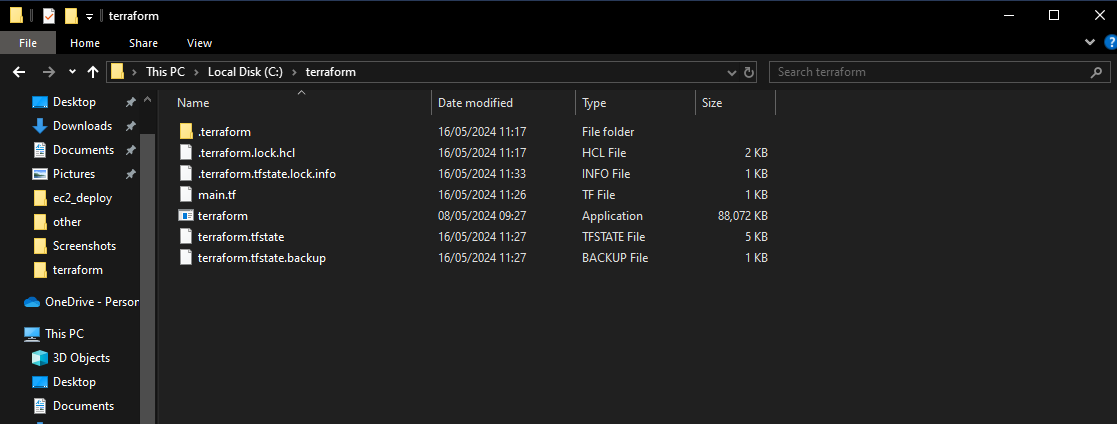 terraform
File Home Share View
This PC Local Disk (C:) terraform Search terraform
Name Date modified Type Size
Desktop
Downloads
Documents
Pictures
ec2_deploy
other
Screenshots
terraform
OneDrive - Person
This PC
3D Objects
Desktop
Documents
.terraform 16/05/2024 11:17 File folder
.terraform.lock.hcl 16/05/2024 11:17 HCL File 2 KB
.terraform.tfstate.lock.info 16/05/2024 11:33 INFO File 1 KB
main.tf 16/05/2024 11:26 TF File 1 KB
terraform 08/05/2024 09:27 Application 88,072 KB
terraform.tfstate 16/05/2024 11:27 TFSTATE File 5 KB
terraform.tfstate.backup 16/05/2024 11:27 BACKUP File 1 KB